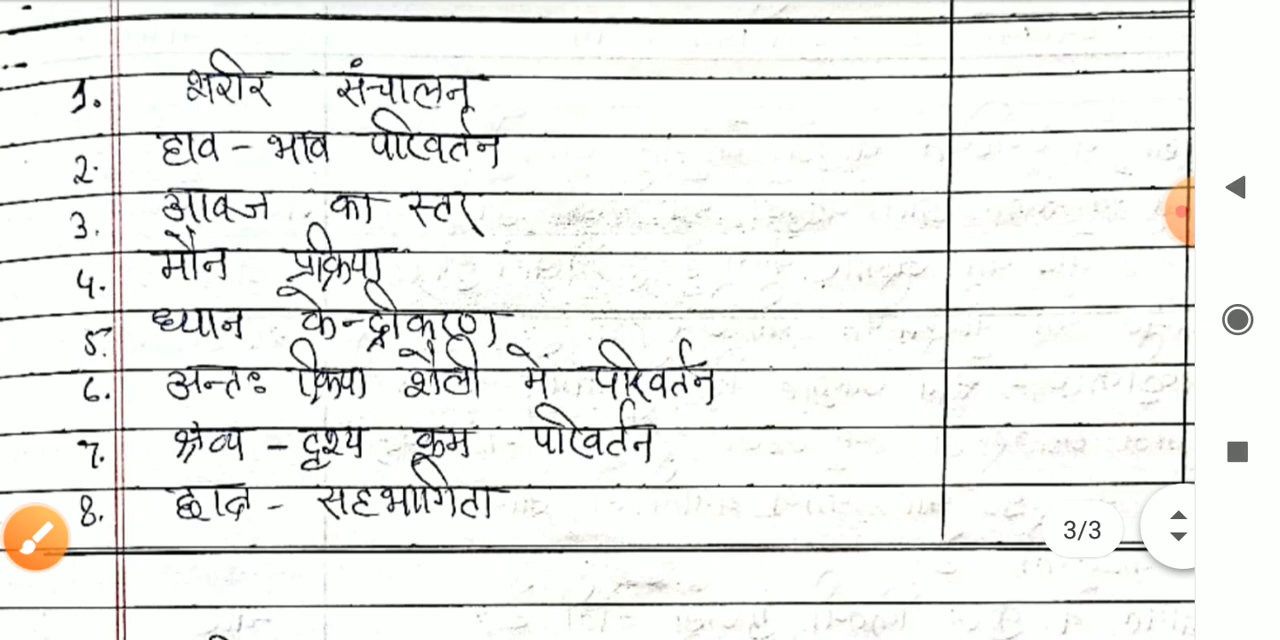 1. शरीर संचालन
2. हाव - भाव परिवर्तन
3. आवज का स्तर
4. मौन प्रक्रिया
5. ध्यान केन्द्रीकरण
6. अन्तः क्रिया शैली में परिवर्तन
7. श्रव्य - दृश्य क्रम परिवर्तन
8. छात्र - सहभागिता
3/3